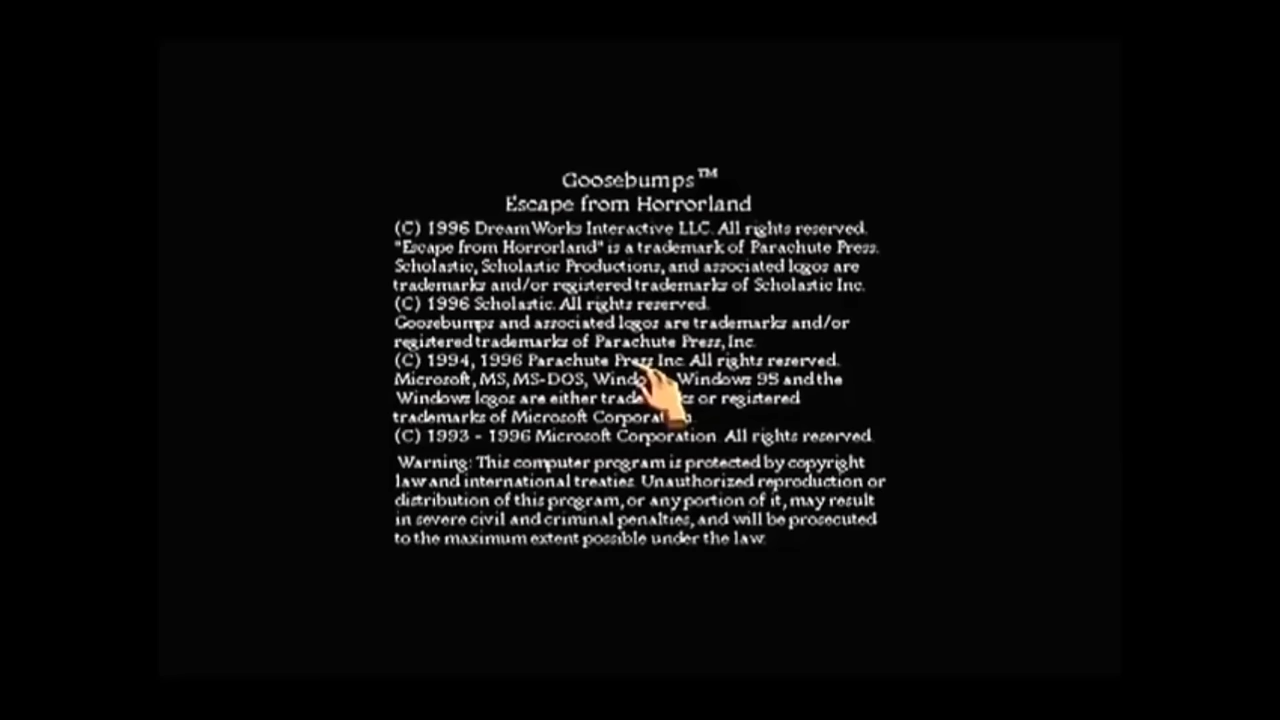 Goosebumps™
Escape from Horrorland
(C) 1996 DreamWorks Interactive LLC. All rights reserved.
"Escape from Horrorland" is a trademark of Parachute Press.
Scholastic, Scholastic Productions, and associated logos are
trademarks and/or registered trademarks of Scholastic Inc.
(C) 1996 Scholastic. All rights reserved.
Goosebumps and associated logos are trademarks and/or
registered trademarks of Parachute Press, Inc.
(C) 1994, 1996 Parachute Press Inc. All rights reserved.
Microsoft, MS, MS-DOS, Windows 95 and the
Windows logos are either or registered
trademarks of Microsoft
(C) 1993 - 1996 Microsoft Corporation. All rights reserved
Warning: This computer program is protected by copyright
law and international treaties. Unauthorized reproduction or
distribution of this program, or any portion of it, may result
in severe civil and criminal penalties, and will be prosecuted
to the maximum extent possible under the law.